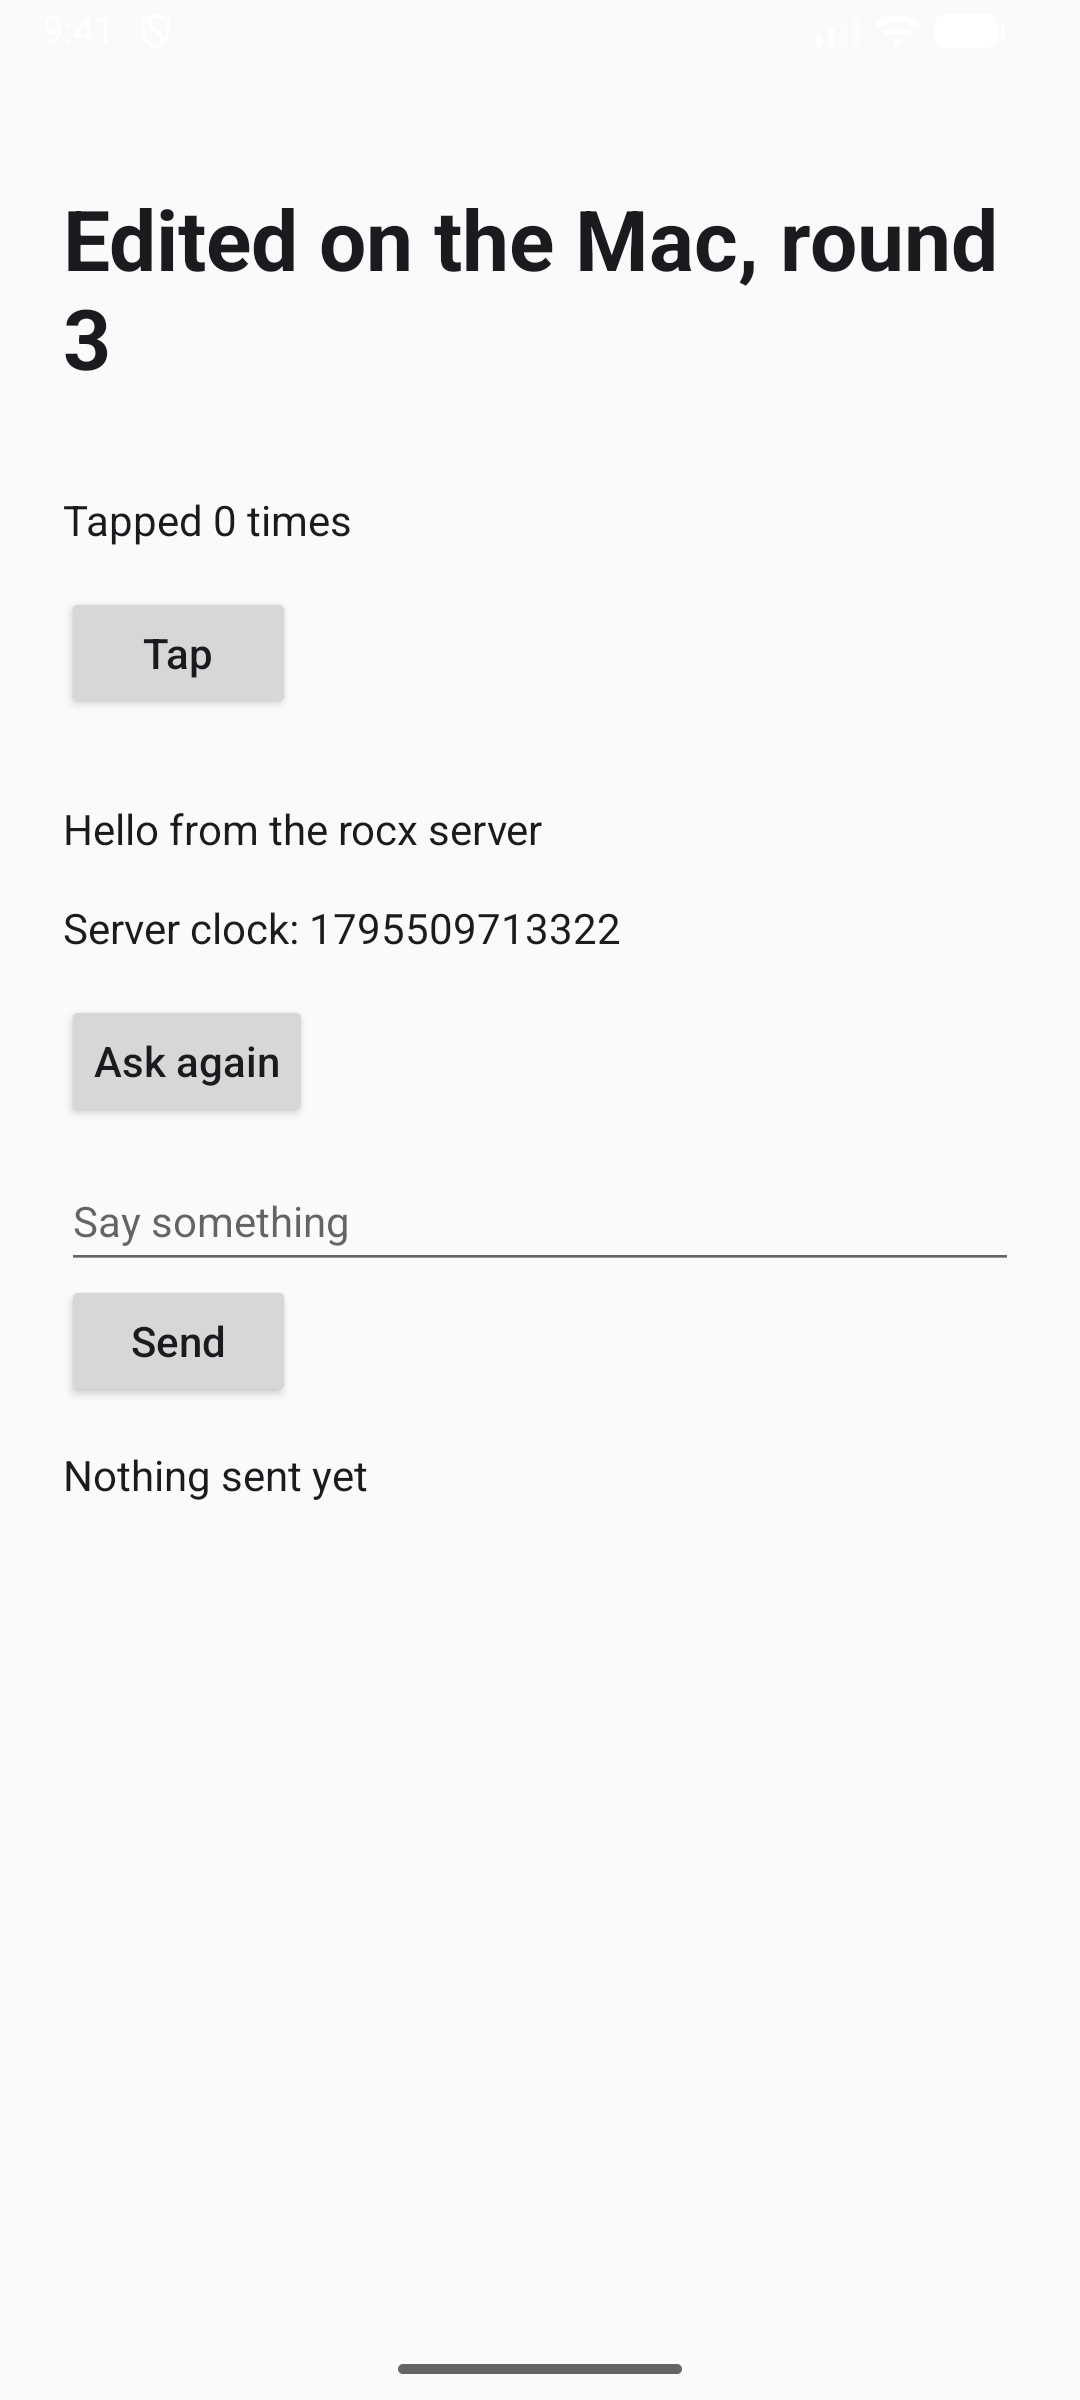 9:41
Edited on the Mac, round
3
Tapped 0 times
Tap
Hello from the rocx server
Server clock: 1795509713322
Ask again
Say something
Send
Nothing sent yet